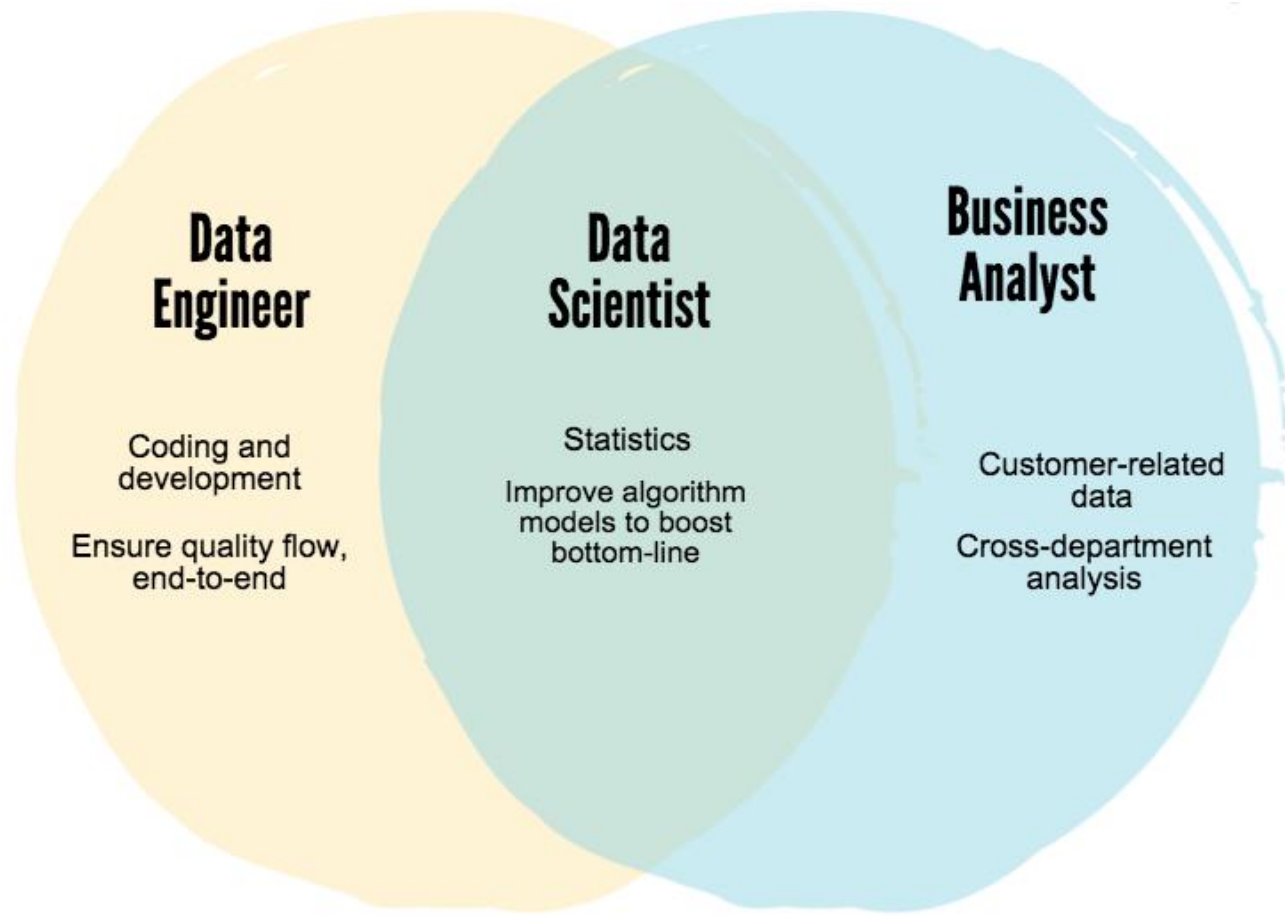 Data
Engineer
Coding and
development
Ensure quality flow,
end-to-end
Data
Scientist
Statistics
Improve algorithm
models to boost
bottom-line
Business
Analyst
Customer-related
data
Cross-department
analysis